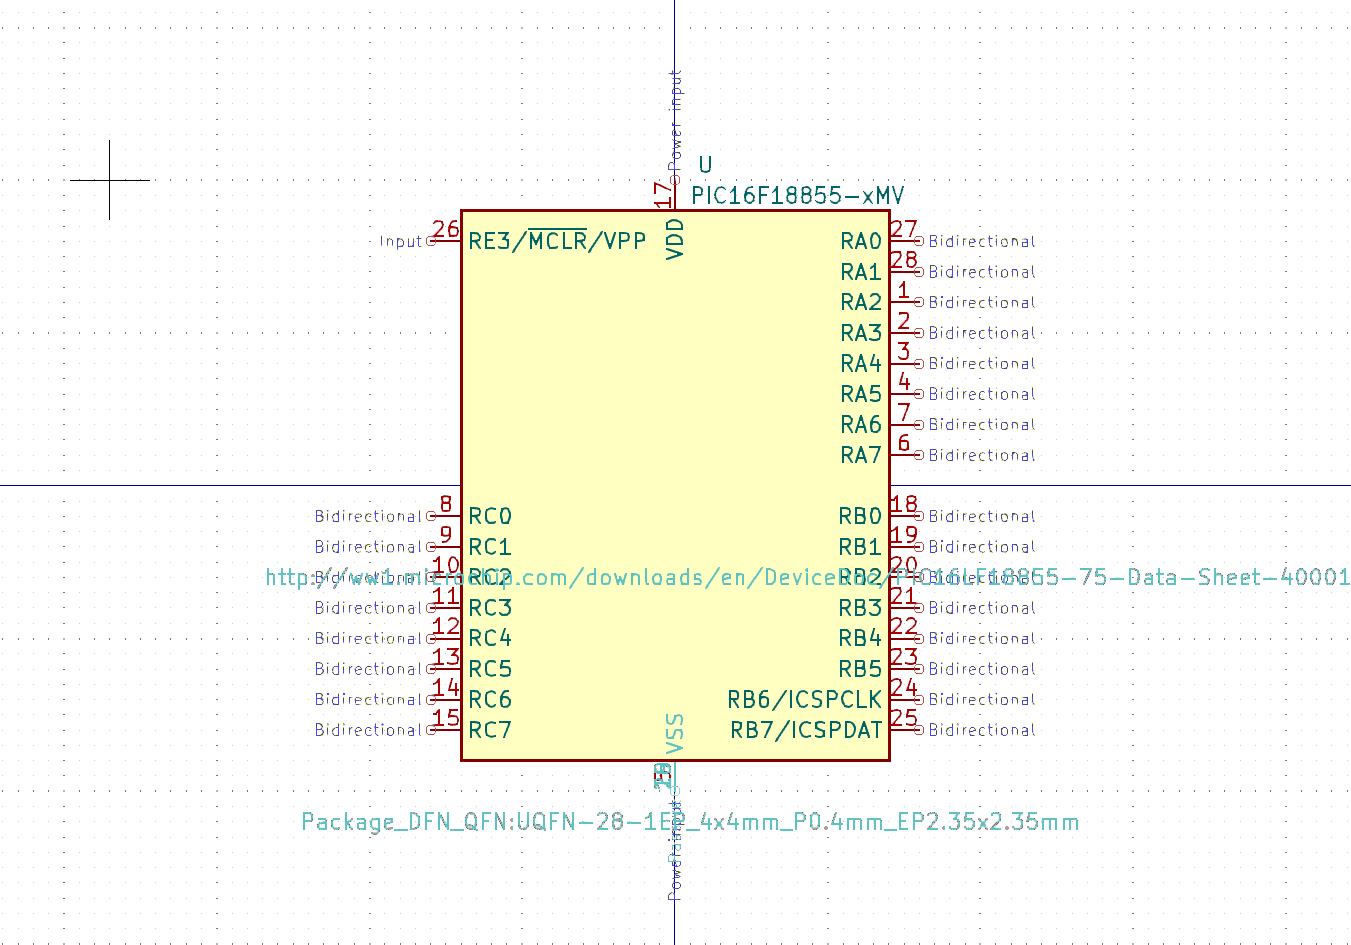 Power input
U
17
PIC16F18855-xMV
VDD
Input 26 RE3/MCLR/VPP
RA0 27 Bidirectional
RA1 28 Bidirectional
RA2 1 Bidirectional
RA3 2 Bidirectional
RA4 3 Bidirectional
RA5 4 Bidirectional
RA6 7 Bidirectional
RA7 6 Bidirectional
Bidirectional 8 RC0 RB0 18 Bidirectional
Bidirectional 9 RC1 RB1 19 Bidirectional
Bidirectional 10 RC2 RB2 20 Bidirectional
http://ww1.microchip.com/downloads/en/DeviceDoc/PIC16LF18855-75-Data-Sheet-40001
Bidirectional 11 RC3 RB3 21 Bidirectional
Bidirectional 12 RC4 RB4 22 Bidirectional
Bidirectional 13 RC5 RB5 23 Bidirectional
Bidirectional 14 RC6 RB6/ICSPCLK 24 Bidirectional
Bidirectional 15 RC7 RB7/ICSPDAT 25 Bidirectional
VSS
Package_DFN_QFN:UQFN-28-1EP_4x4mm_P0.4mm_EP2.35x2.35mm
Power input